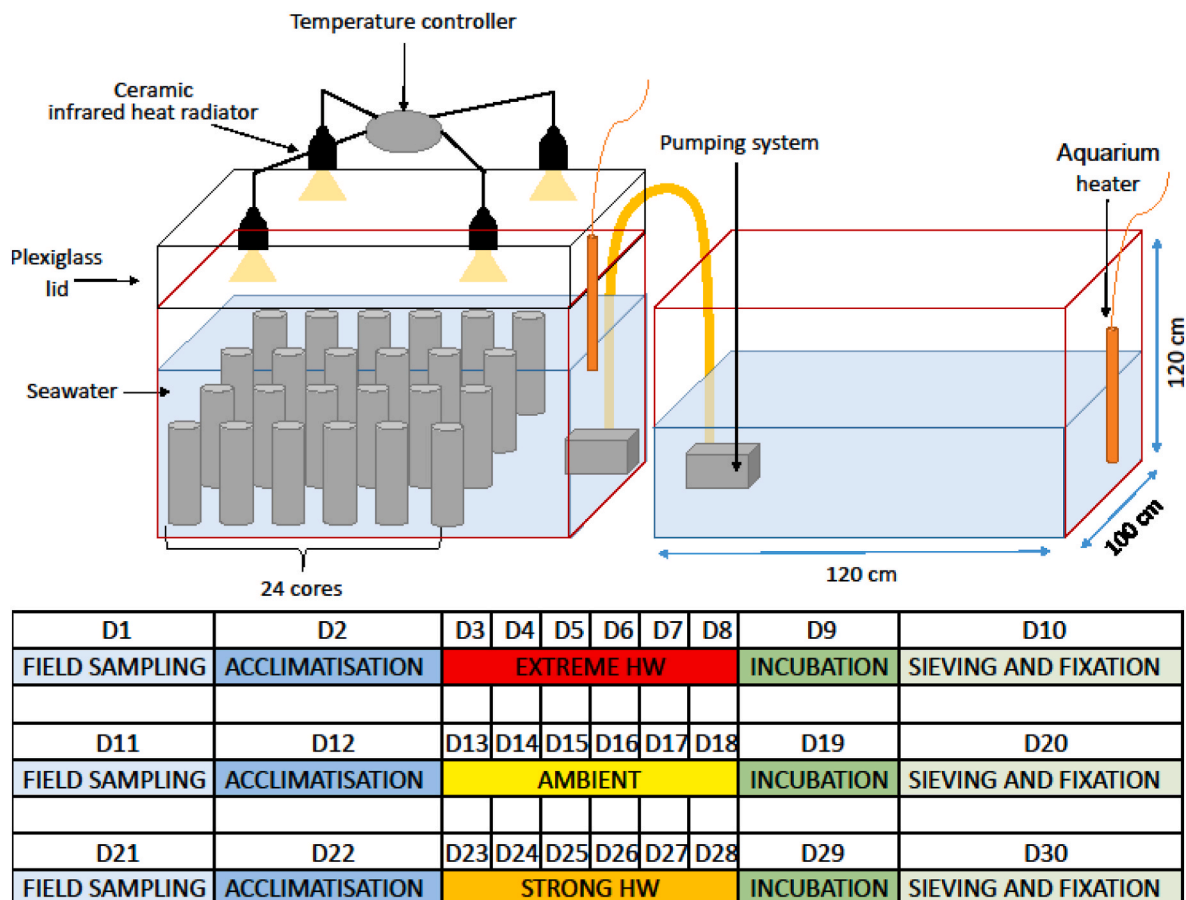 Temperature controller
Ceramic
infrared heat radiator
Pumping system
Aquarium
heater
Plexiglass
lid
Seawater
120 cm
100 cm
120 cm
24 cores
D1 D2 D3 D4 D5 D6 D7 D8 D9 D10
FIELD SAMPLING ACCLIMATISATION EXTREME HW INCUBATION SIEVING AND FIXATION
D11 D12 D13 D14 D15 D16 D17 D18 D19 D20
FIELD SAMPLING ACCLIMATISATION AMBIENT INCUBATION SIEVING AND FIXATION
D21 D22 D23 D24 D25 D26 D27 D28 D29 D30
FIELD SAMPLING ACCLIMATISATION STRONG HW INCUBATION SIEVING AND FIXATION